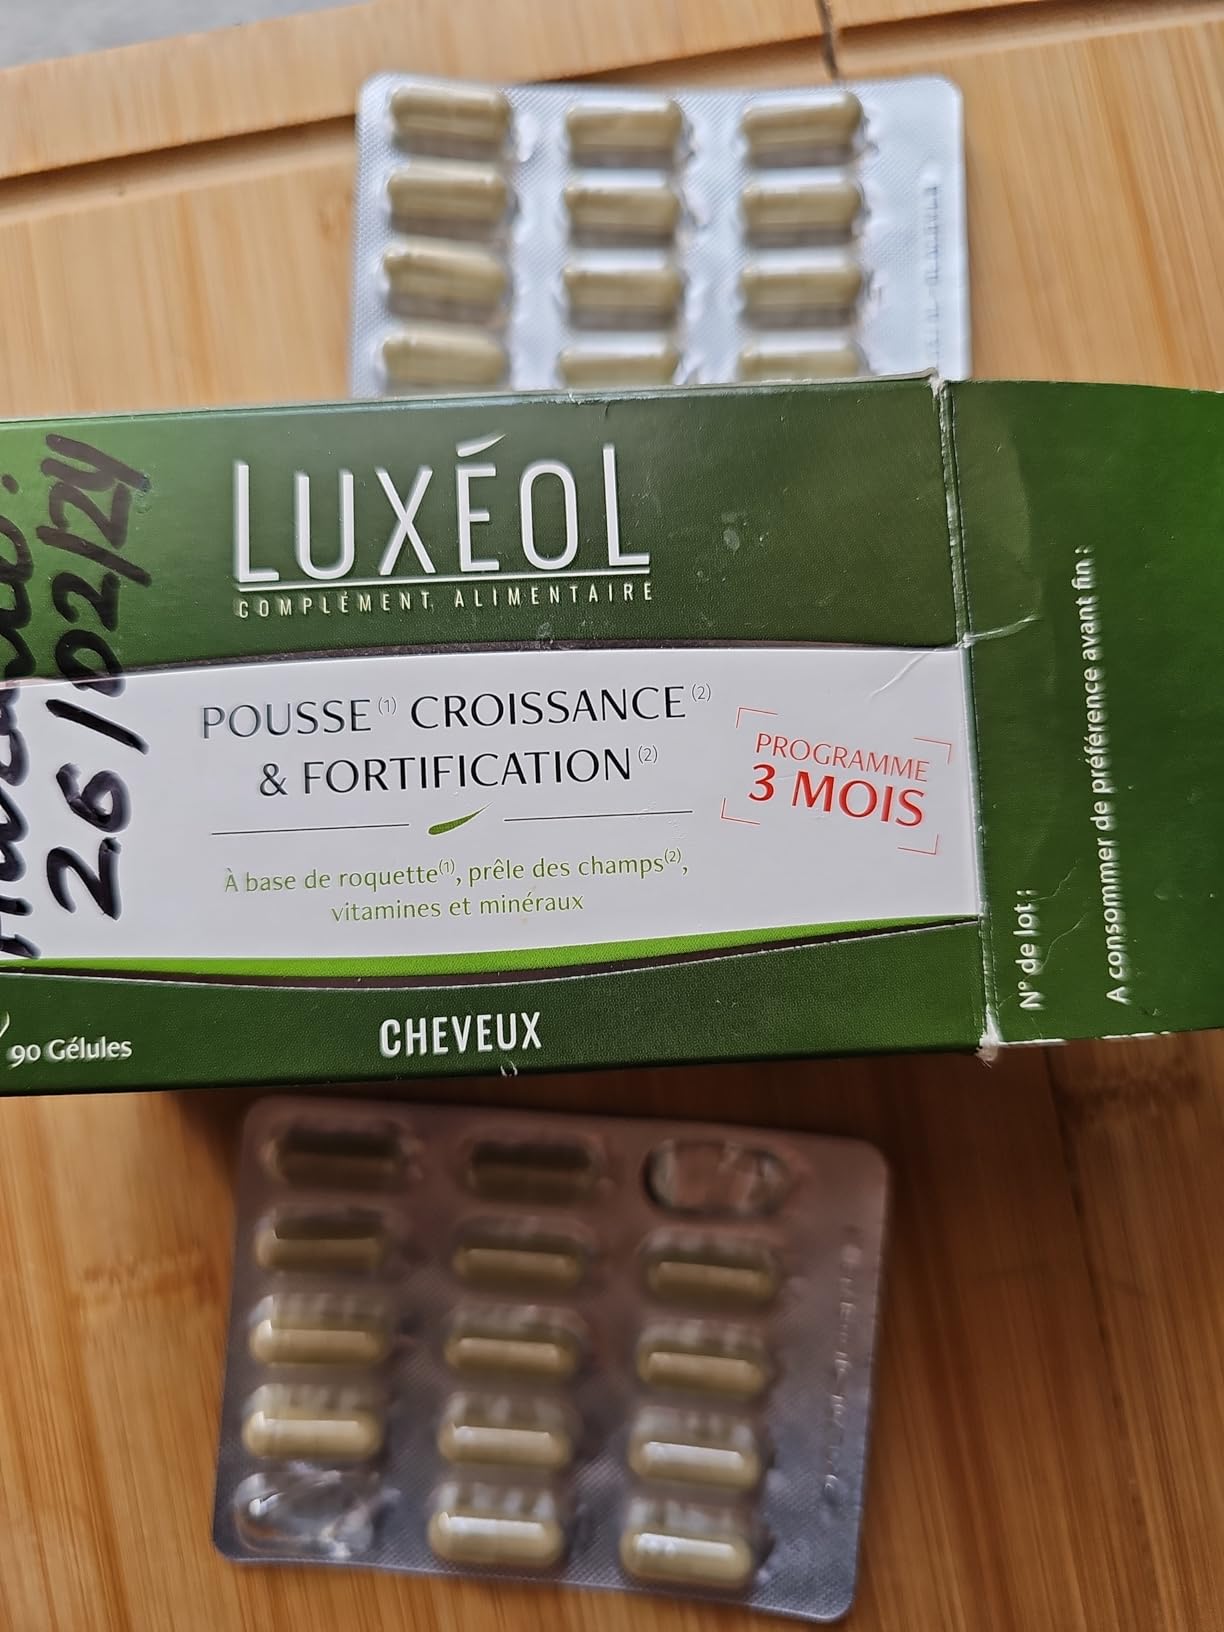 LUXÉOL
COMPLÉMENT ALIMENTAIRE
POUSSE(1) CROISSANCE(2)
& FORTIFICATION(2)
PROGRAMME
3 MOIS
À base de roquette(1), prêle des champs(2),
vitamines et minéraux
CHEVEUX
90 Gélules
26/02/24
N° de lot :
A consommer de préférence avant fin :